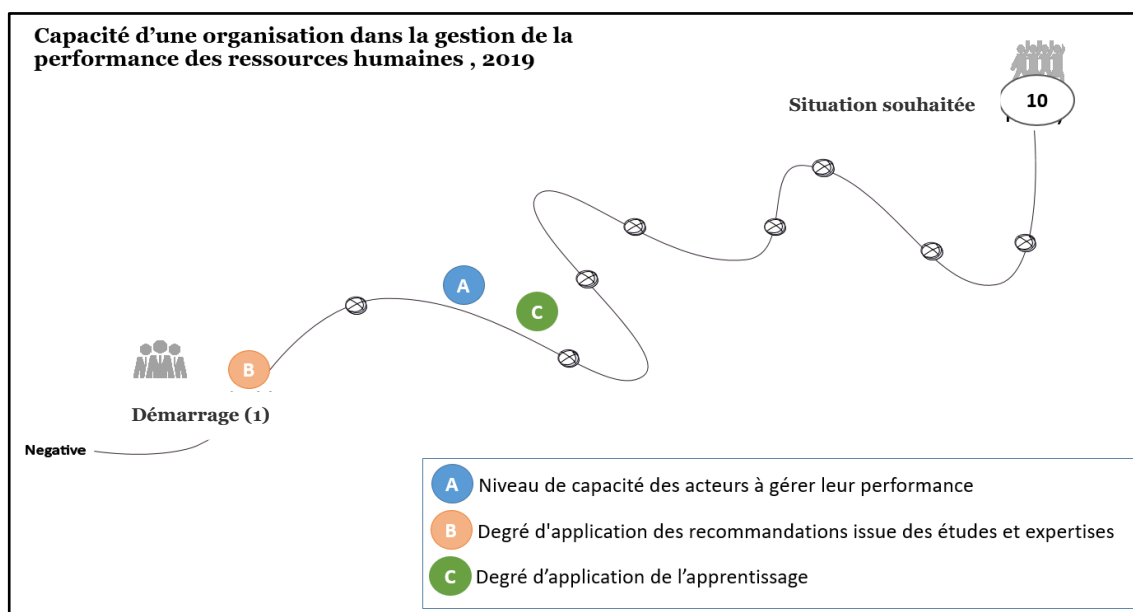 Capacité d’une organisation dans la gestion de la
performance des ressources humaines , 2019
Situation souhaitée
10
A
C
B
Démarrage (1)
Negative
A Niveau de capacité des acteurs à gérer leur performance
B Degré d'application des recommandations issue des études et expertises
C Degré d’application de l’apprentissage